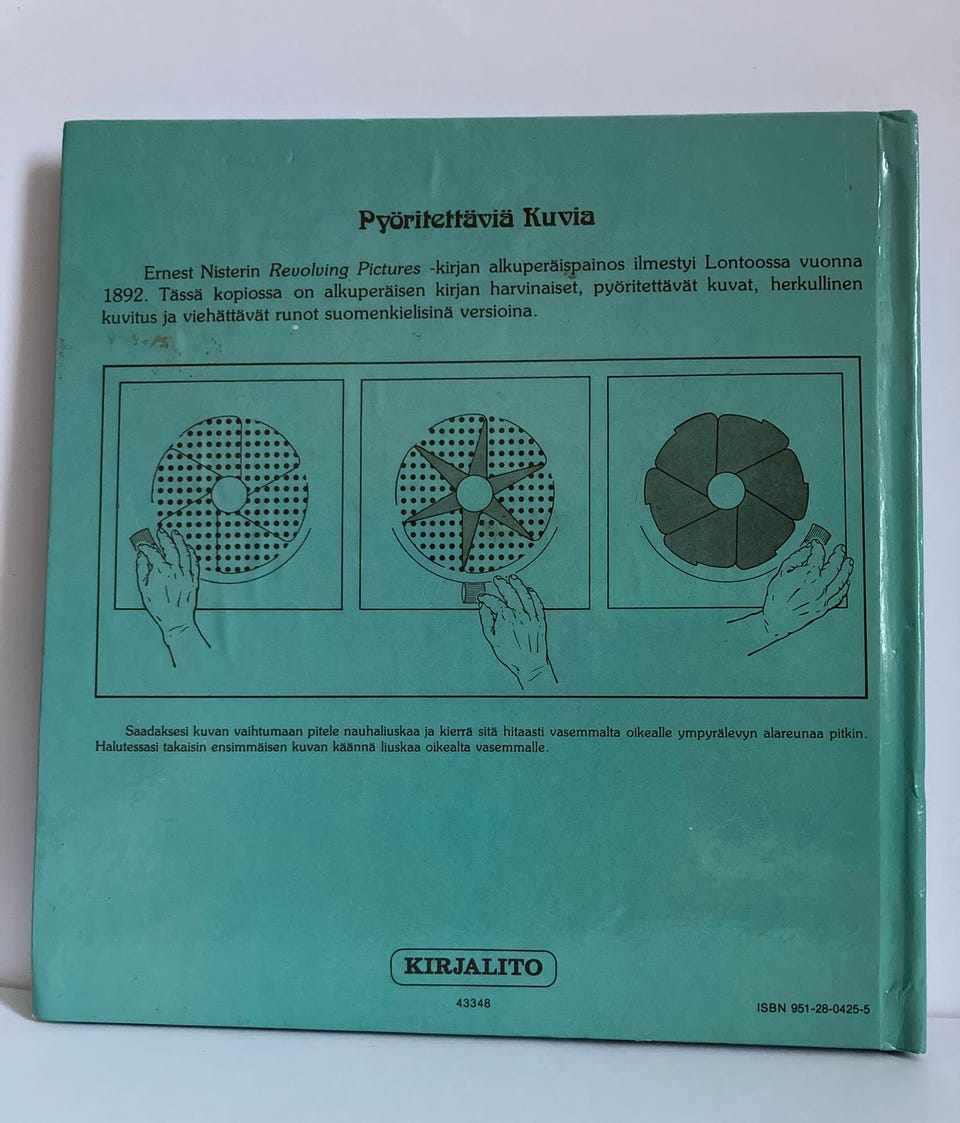 Pyöritettäviä Kuvia
Ernest Nisterin Revolving Pictures -kirjan alkuperäispainos ilmestyi Lontoossa vuonna
1892. Tässä kopiossa on alkuperäisen kirjan harvinaiset, pyöritettävät kuvat, herkullinen
kuvitus ja viehättävät runot suomenkielisinä versioina.
Saadaksesi kuvan vaihtumaan pitele nauhaliuskaa ja kierrä sitä hitaasti vasemmalta oikealle ympyrälevyn alareunaa pitkin.
Halutessasi takaisin ensimmäisen kuvan käännä liuskaa oikealta vasemmalle.
KIRJALITO
43348
ISBN 951-28-0425-5